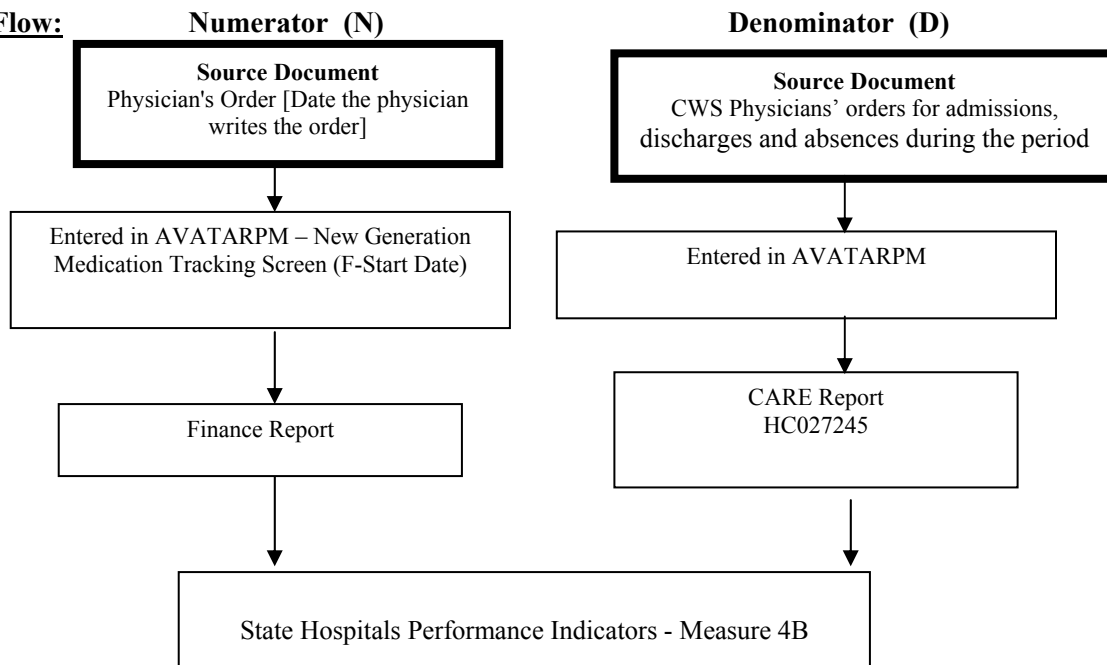 Flow: Numerator (N) Denominator (D)
Source Document
Physician's Order [Date the physician
writes the order]
Source Document
CWS Physicians’ orders for admissions,
discharges and absences during the period
Entered in AVATARPM – New Generation
Medication Tracking Screen (F-Start Date)
Entered in AVATARPM
Finance Report
CARE Report
HC027245
State Hospitals Performance Indicators - Measure 4B